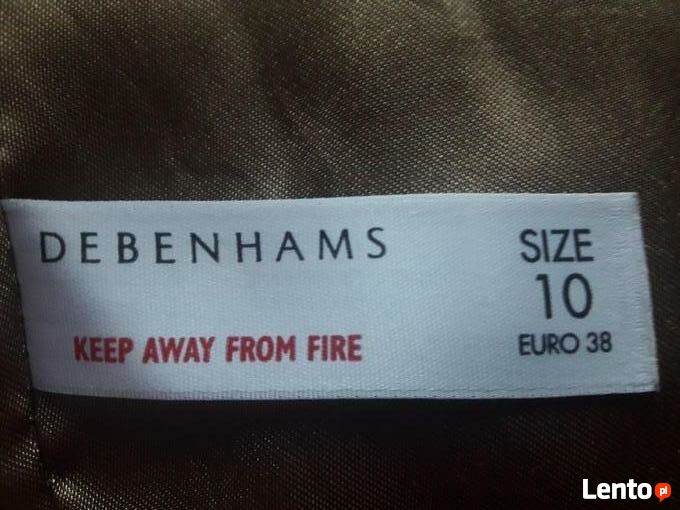 DEBENHAMS
KEEP AWAY FROM FIRE
SIZE
10
EURO 38
Lento pl